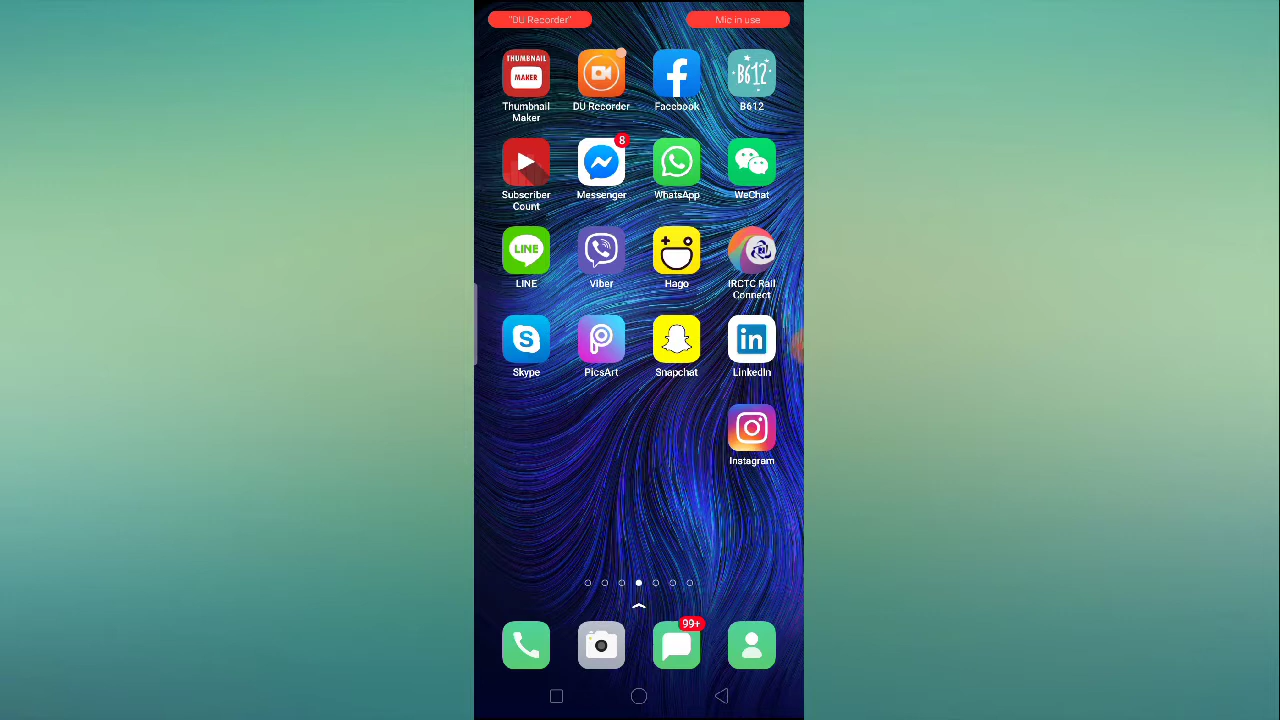 "DU Recorder" Mic in use
THUMBNAIL
MAKER
B612
Thumbnail
Maker
DU Recorder
Facebook
B612
8
Subscriber
Count
Messenger
WhatsApp
WeChat
LINE
LINE
Viber
Hago
IRCTC Rail
Connect
S
in
Skype
PicsArt
Snapchat
LinkedIn
Instagram
99+